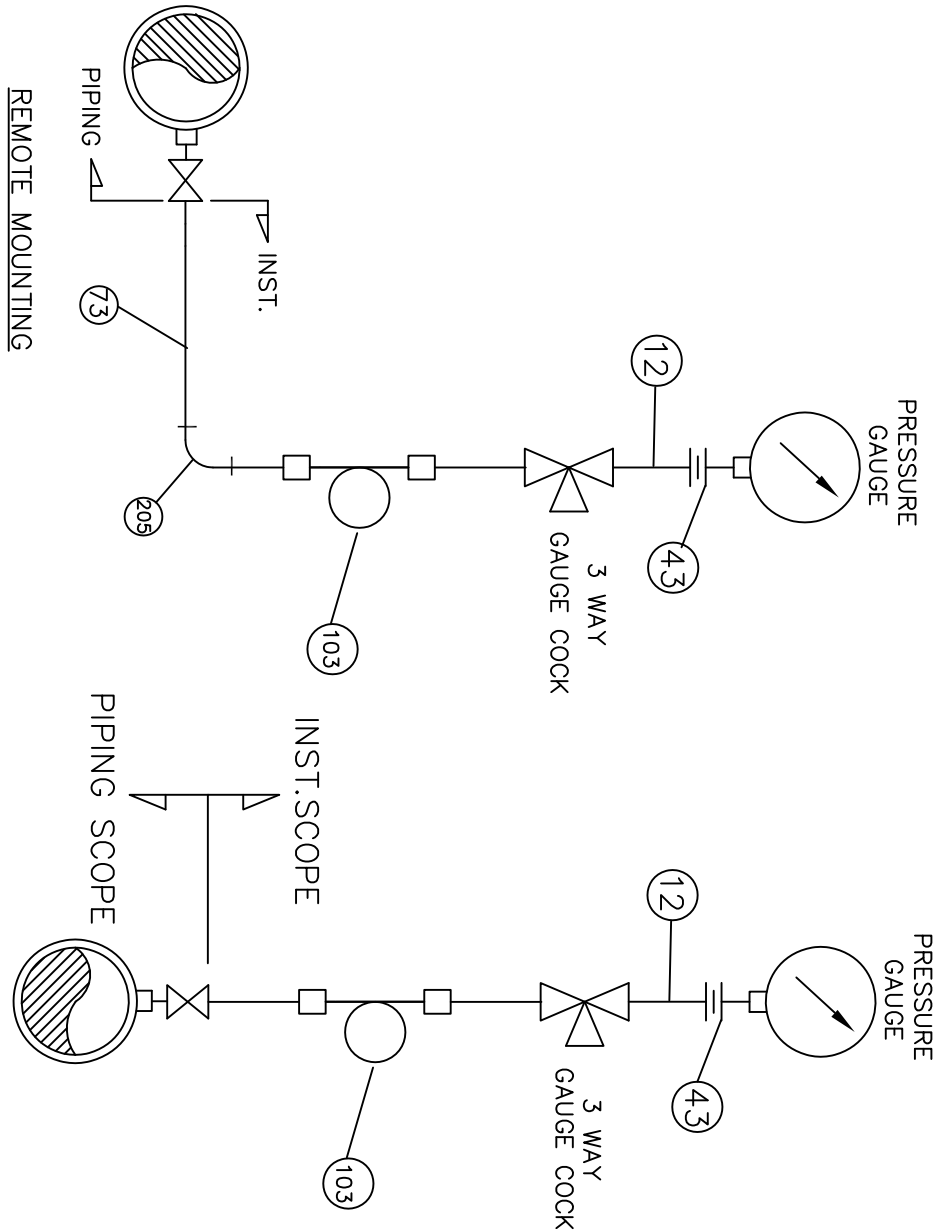 PRESSURE
GAUGE
12
43
3 WAY
GAUGE COCK
103
INST.
PIPING
73
205
REMOTE MOUNTING
PRESSURE
GAUGE
12
43
3 WAY
GAUGE COCK
103
INST.SCOPE
PIPING SCOPE